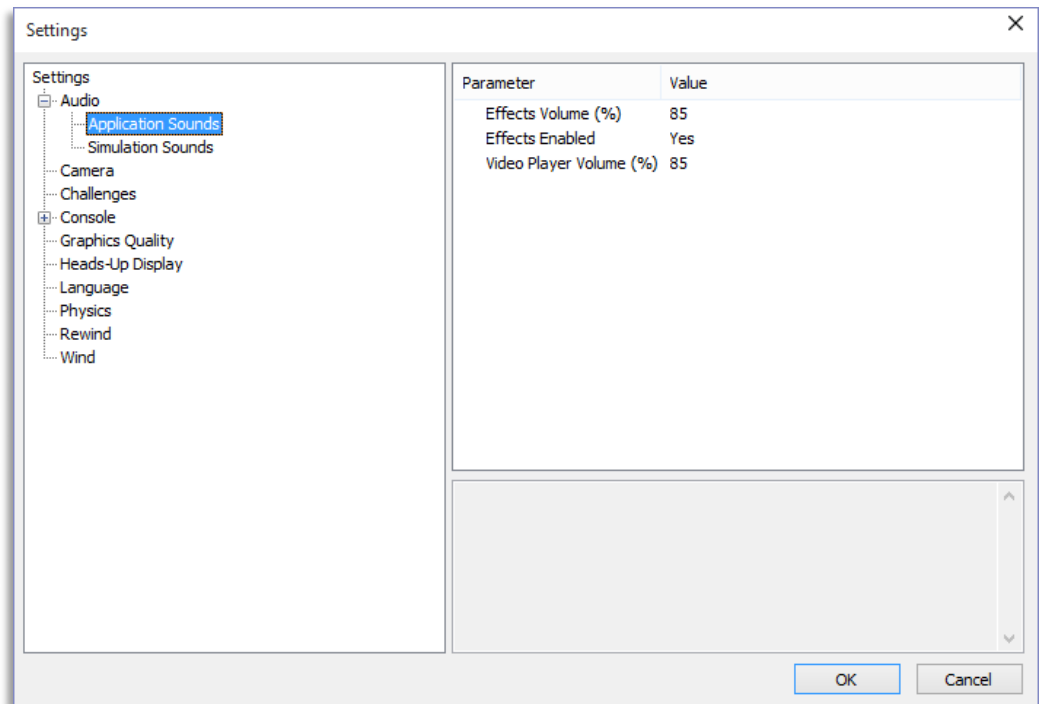 Settings
Settings
Audio
Application Sounds
Simulation Sounds
Camera
Challenges
Console
Graphics Quality
Heads-Up Display
Language
Physics
Rewind
Wind
Parameter Value
Effects Volume (%) 85
Effects Enabled Yes
Video Player Volume (%) 85
OK Cancel